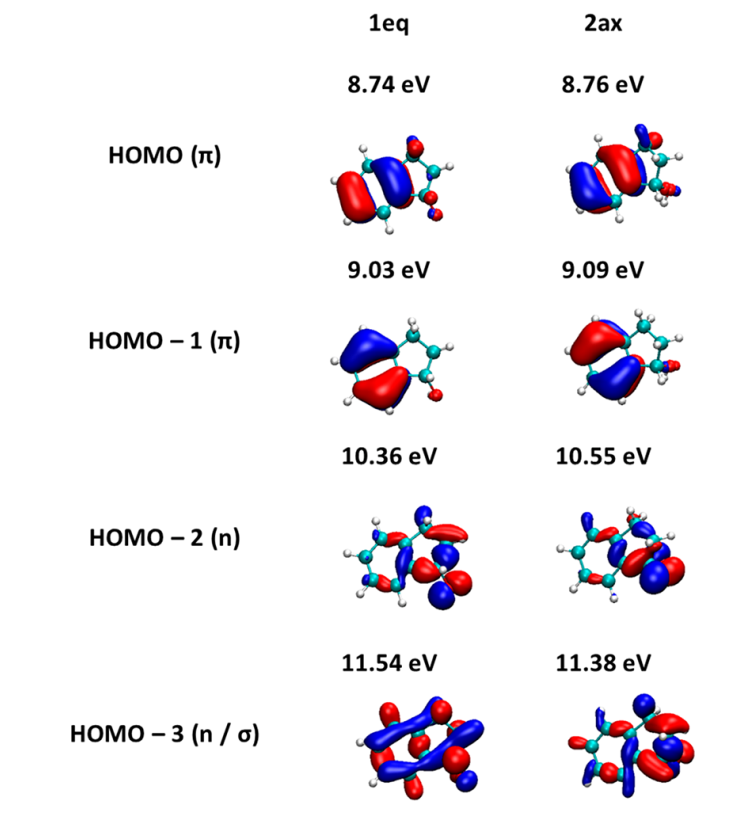 1eq 2ax
8.74 eV 8.76 eV
HOMO (π)
9.03 eV 9.09 eV
HOMO – 1 (π)
10.36 eV 10.55 eV
HOMO – 2 (n)
11.54 eV 11.38 eV
HOMO – 3 (n / σ)